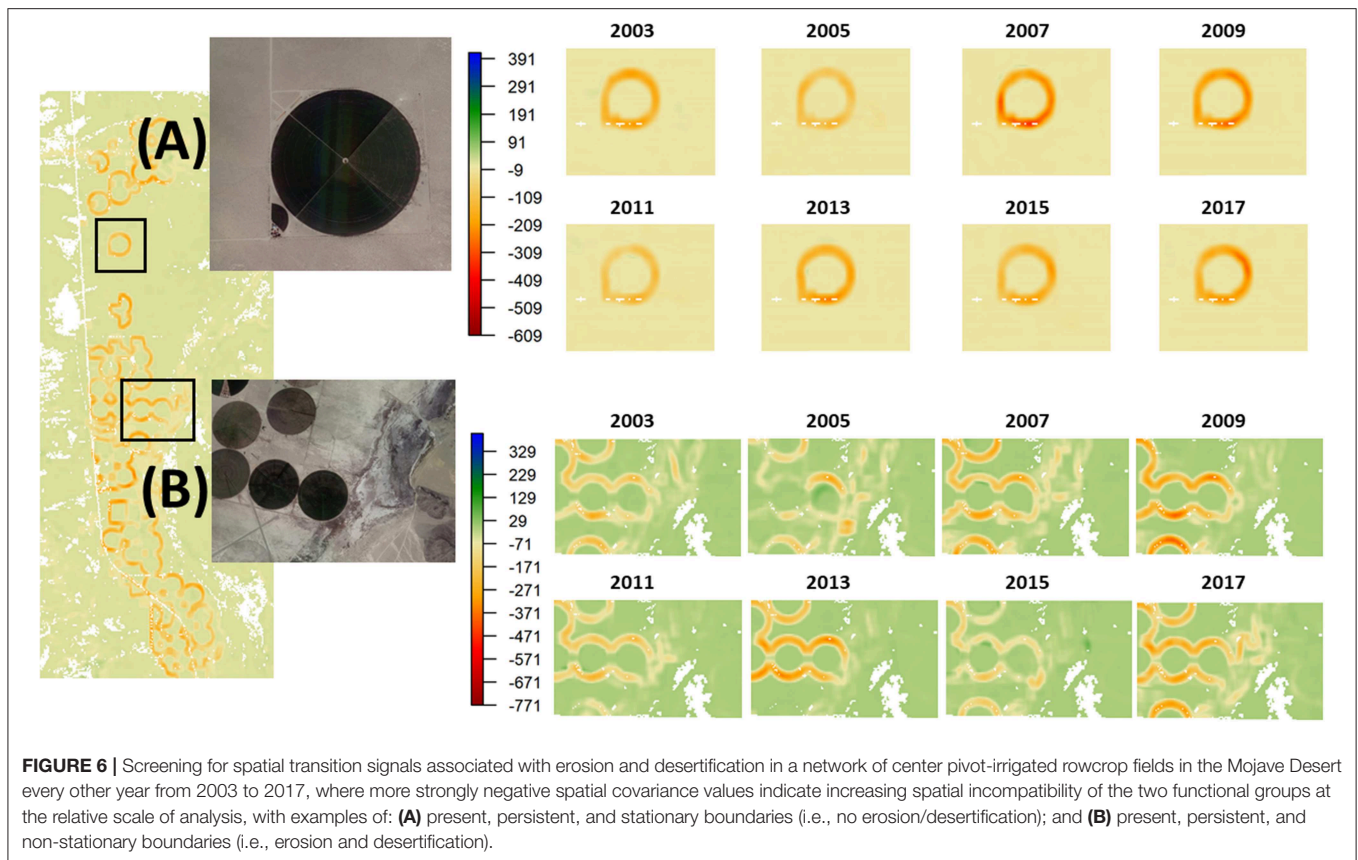 (A)
391
291
191
91
-9
-109
-209
-309
-409
-509
-609
2003 2005 2007 2009
2011 2013 2015 2017
(B)
329
229
129
29
-71
-171
-271
-371
-471
-571
-671
-771
2003 2005 2007 2009
2011 2013 2015 2017
FIGURE 6 | Screening for spatial transition signals associated with erosion and desertification in a network of center pivot-irrigated rowcrop fields in the Mojave Desert
every other year from 2003 to 2017, where more strongly negative spatial covariance values indicate increasing spatial incompatibility of the two functional groups at
the relative scale of analysis, with examples of: (A) present, persistent, and stationary boundaries (i.e., no erosion/desertification); and (B) present, persistent, and
non-stationary boundaries (i.e., erosion and desertification).